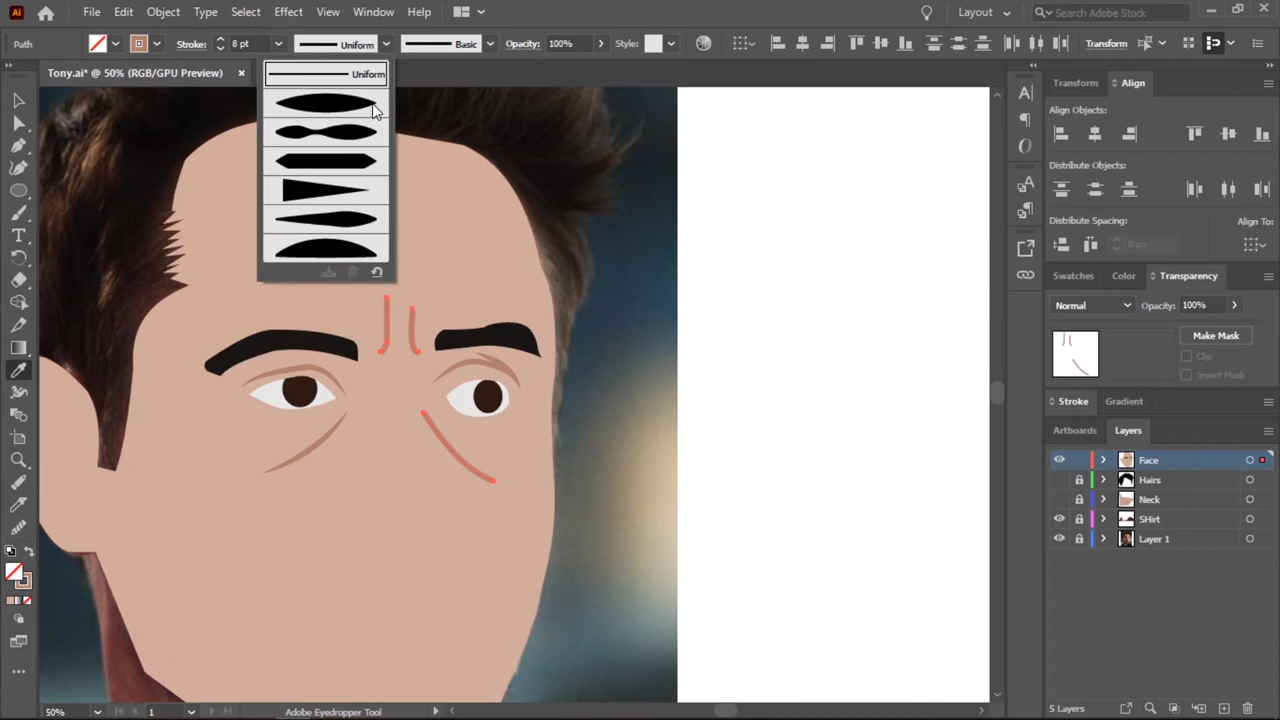 Ai File Edit Object Type Select Effect View Window Help Layout Search Adobe Stock
Path Stroke: 8 pt Uniform Basic Opacity: 100% Style: Transform
Tony.ai* @ 50% (RGB/GPU Preview) ×
Uniform
Transform Align
Align Objects:
Distribute Objects:
Distribute Spacing: Align To:
0 px
Swatches Color Transparency
Normal Opacity: 100%
Make Mask
Clip
Invert Mask
Stroke Gradient
Artboards Layers
Face
Hairs
Neck
SHirt
Layer 1
5 Layers
50% 1 Adobe Eyedropper Tool